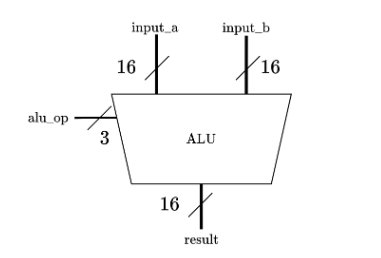 input_a input_b
16 16
alu_op
3
ALU
16
result